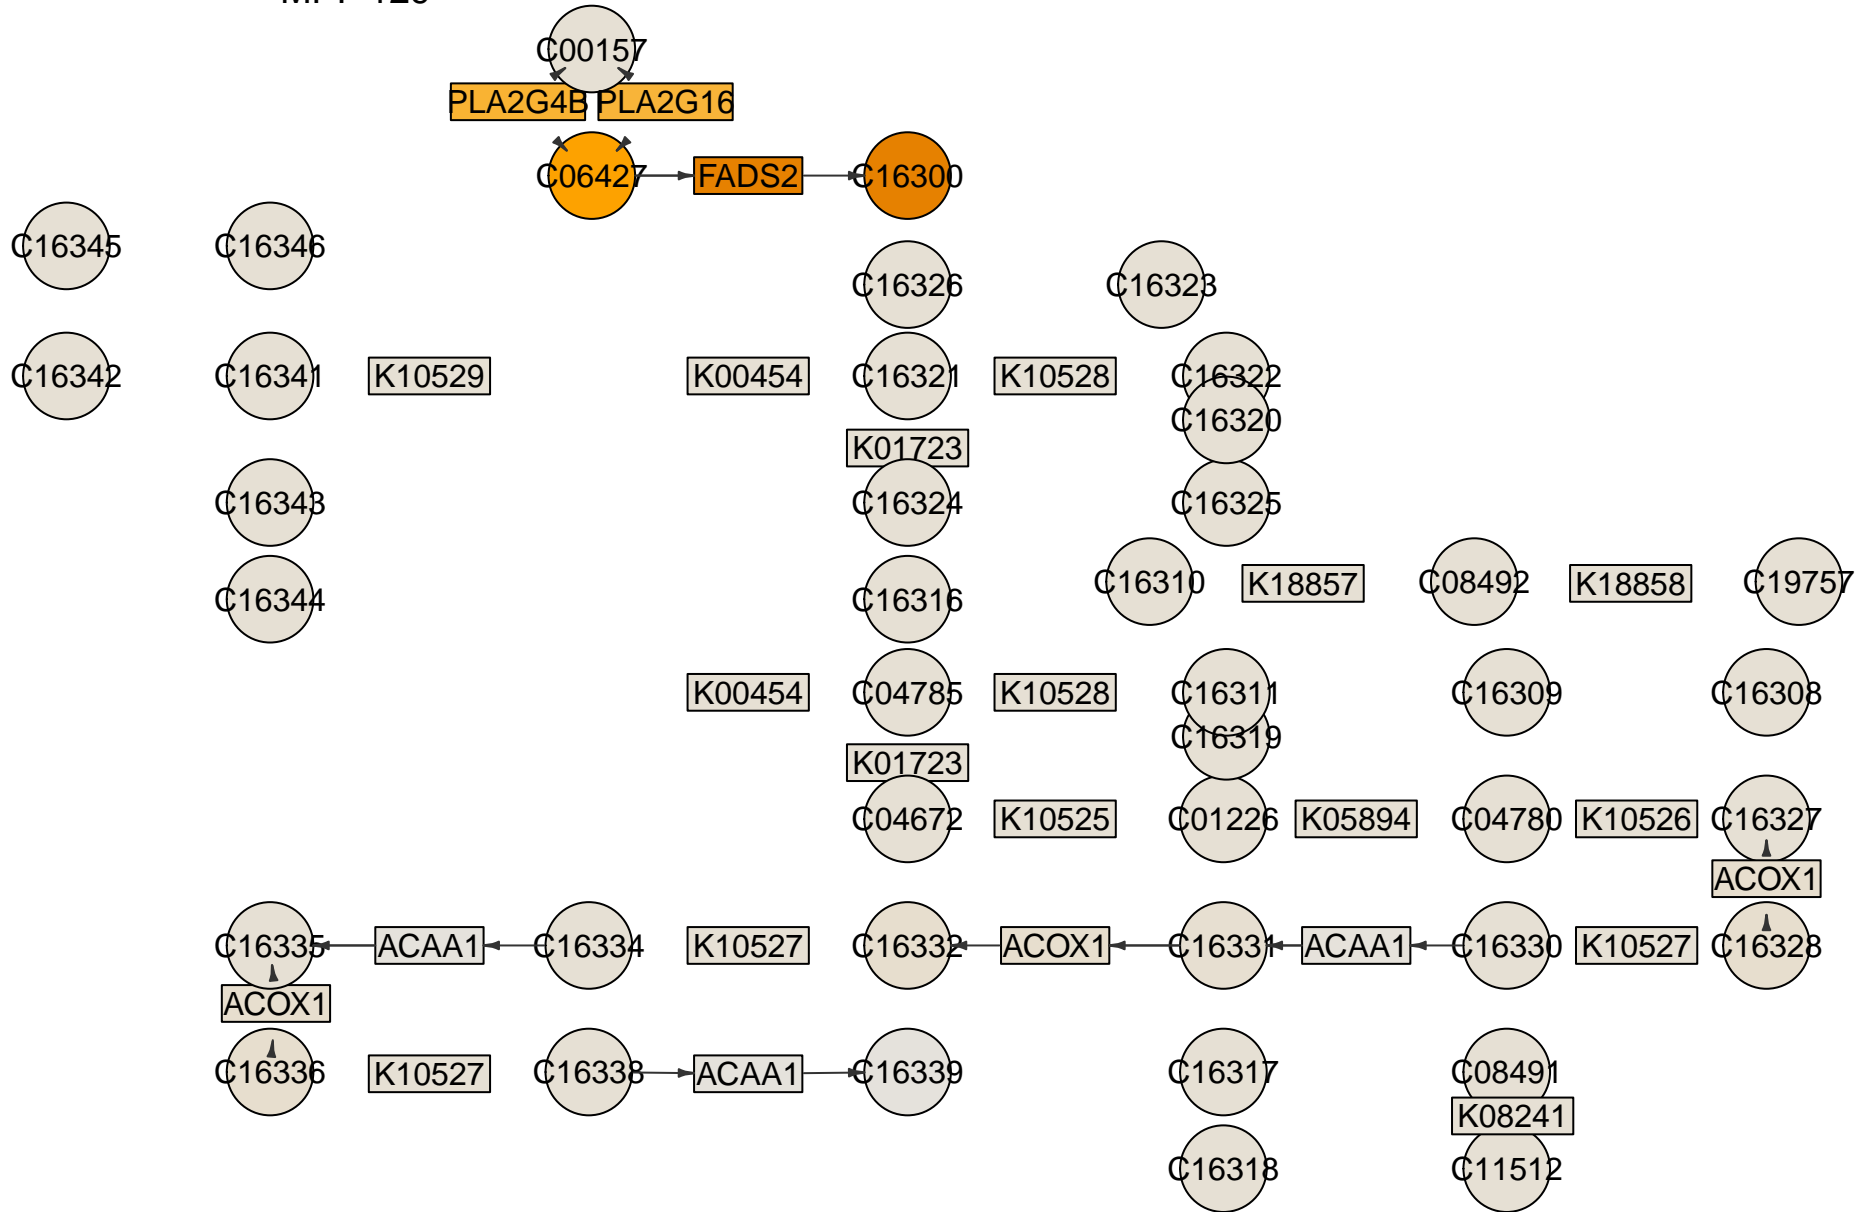 C00157
PLA2G4B PLA2G16
C06427 FADS2 C16300
C16345 C16346
C16326 C16323
C16342 C16341 K10529 K00454 C16321 K10528 C16322
C16320
K01723
C16343 C16324 C16325
C16310 K18857 C08492 K18858 C19757
C16344 C16316
K00454 C04785 K10528 C16311 C16309 C16308
C16319
K01723
C04672 K10525 C01226 K05894 C04780 K10526 C16327
ACOX1
C16335 ACAA1 C16334 K10527 C16332 ACOX1 C16331 ACAA1 C16330 K10527 C16328
ACOX1
C16336 K10527 C16338 ACAA1 C16339 C16317 C08491
K08241
C16318 C11512